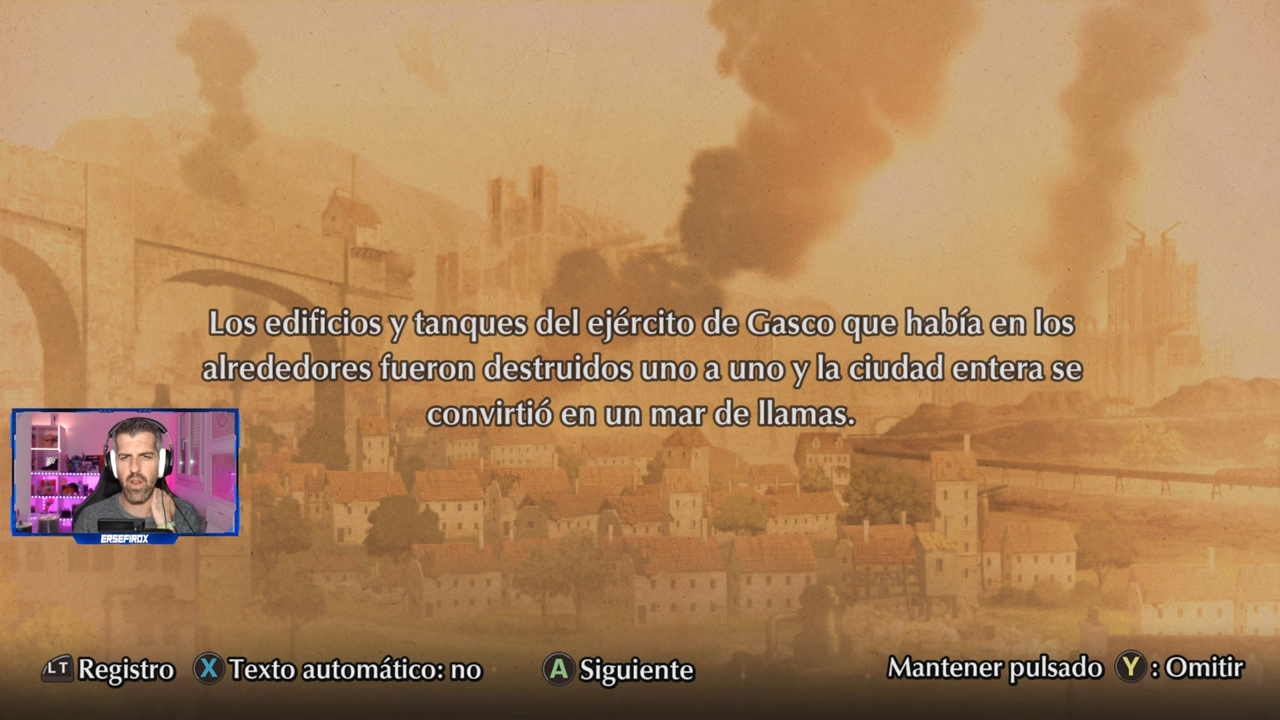 Los edificios y tanques del ejército de Gasco que había en los
alrededores fueron destruidos uno a uno y la ciudad entera se
convirtió en un mar de llamas.
ERSEFIROX
LT Registro X Texto automático: no A Siguiente Mantener pulsado Y : Omitir